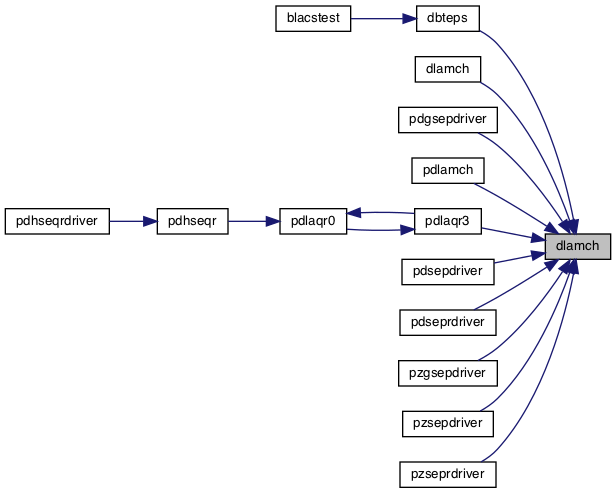 blacstest
dbteps
dlamch
pdgsepdriver
pdlamch
pdhseqrdriver
pdhseqr
pdlaqr0
pdlaqr3
dlamch
pdsepdriver
pdseprdriver
pzgsepdriver
pzsepdriver
pzseprdriver